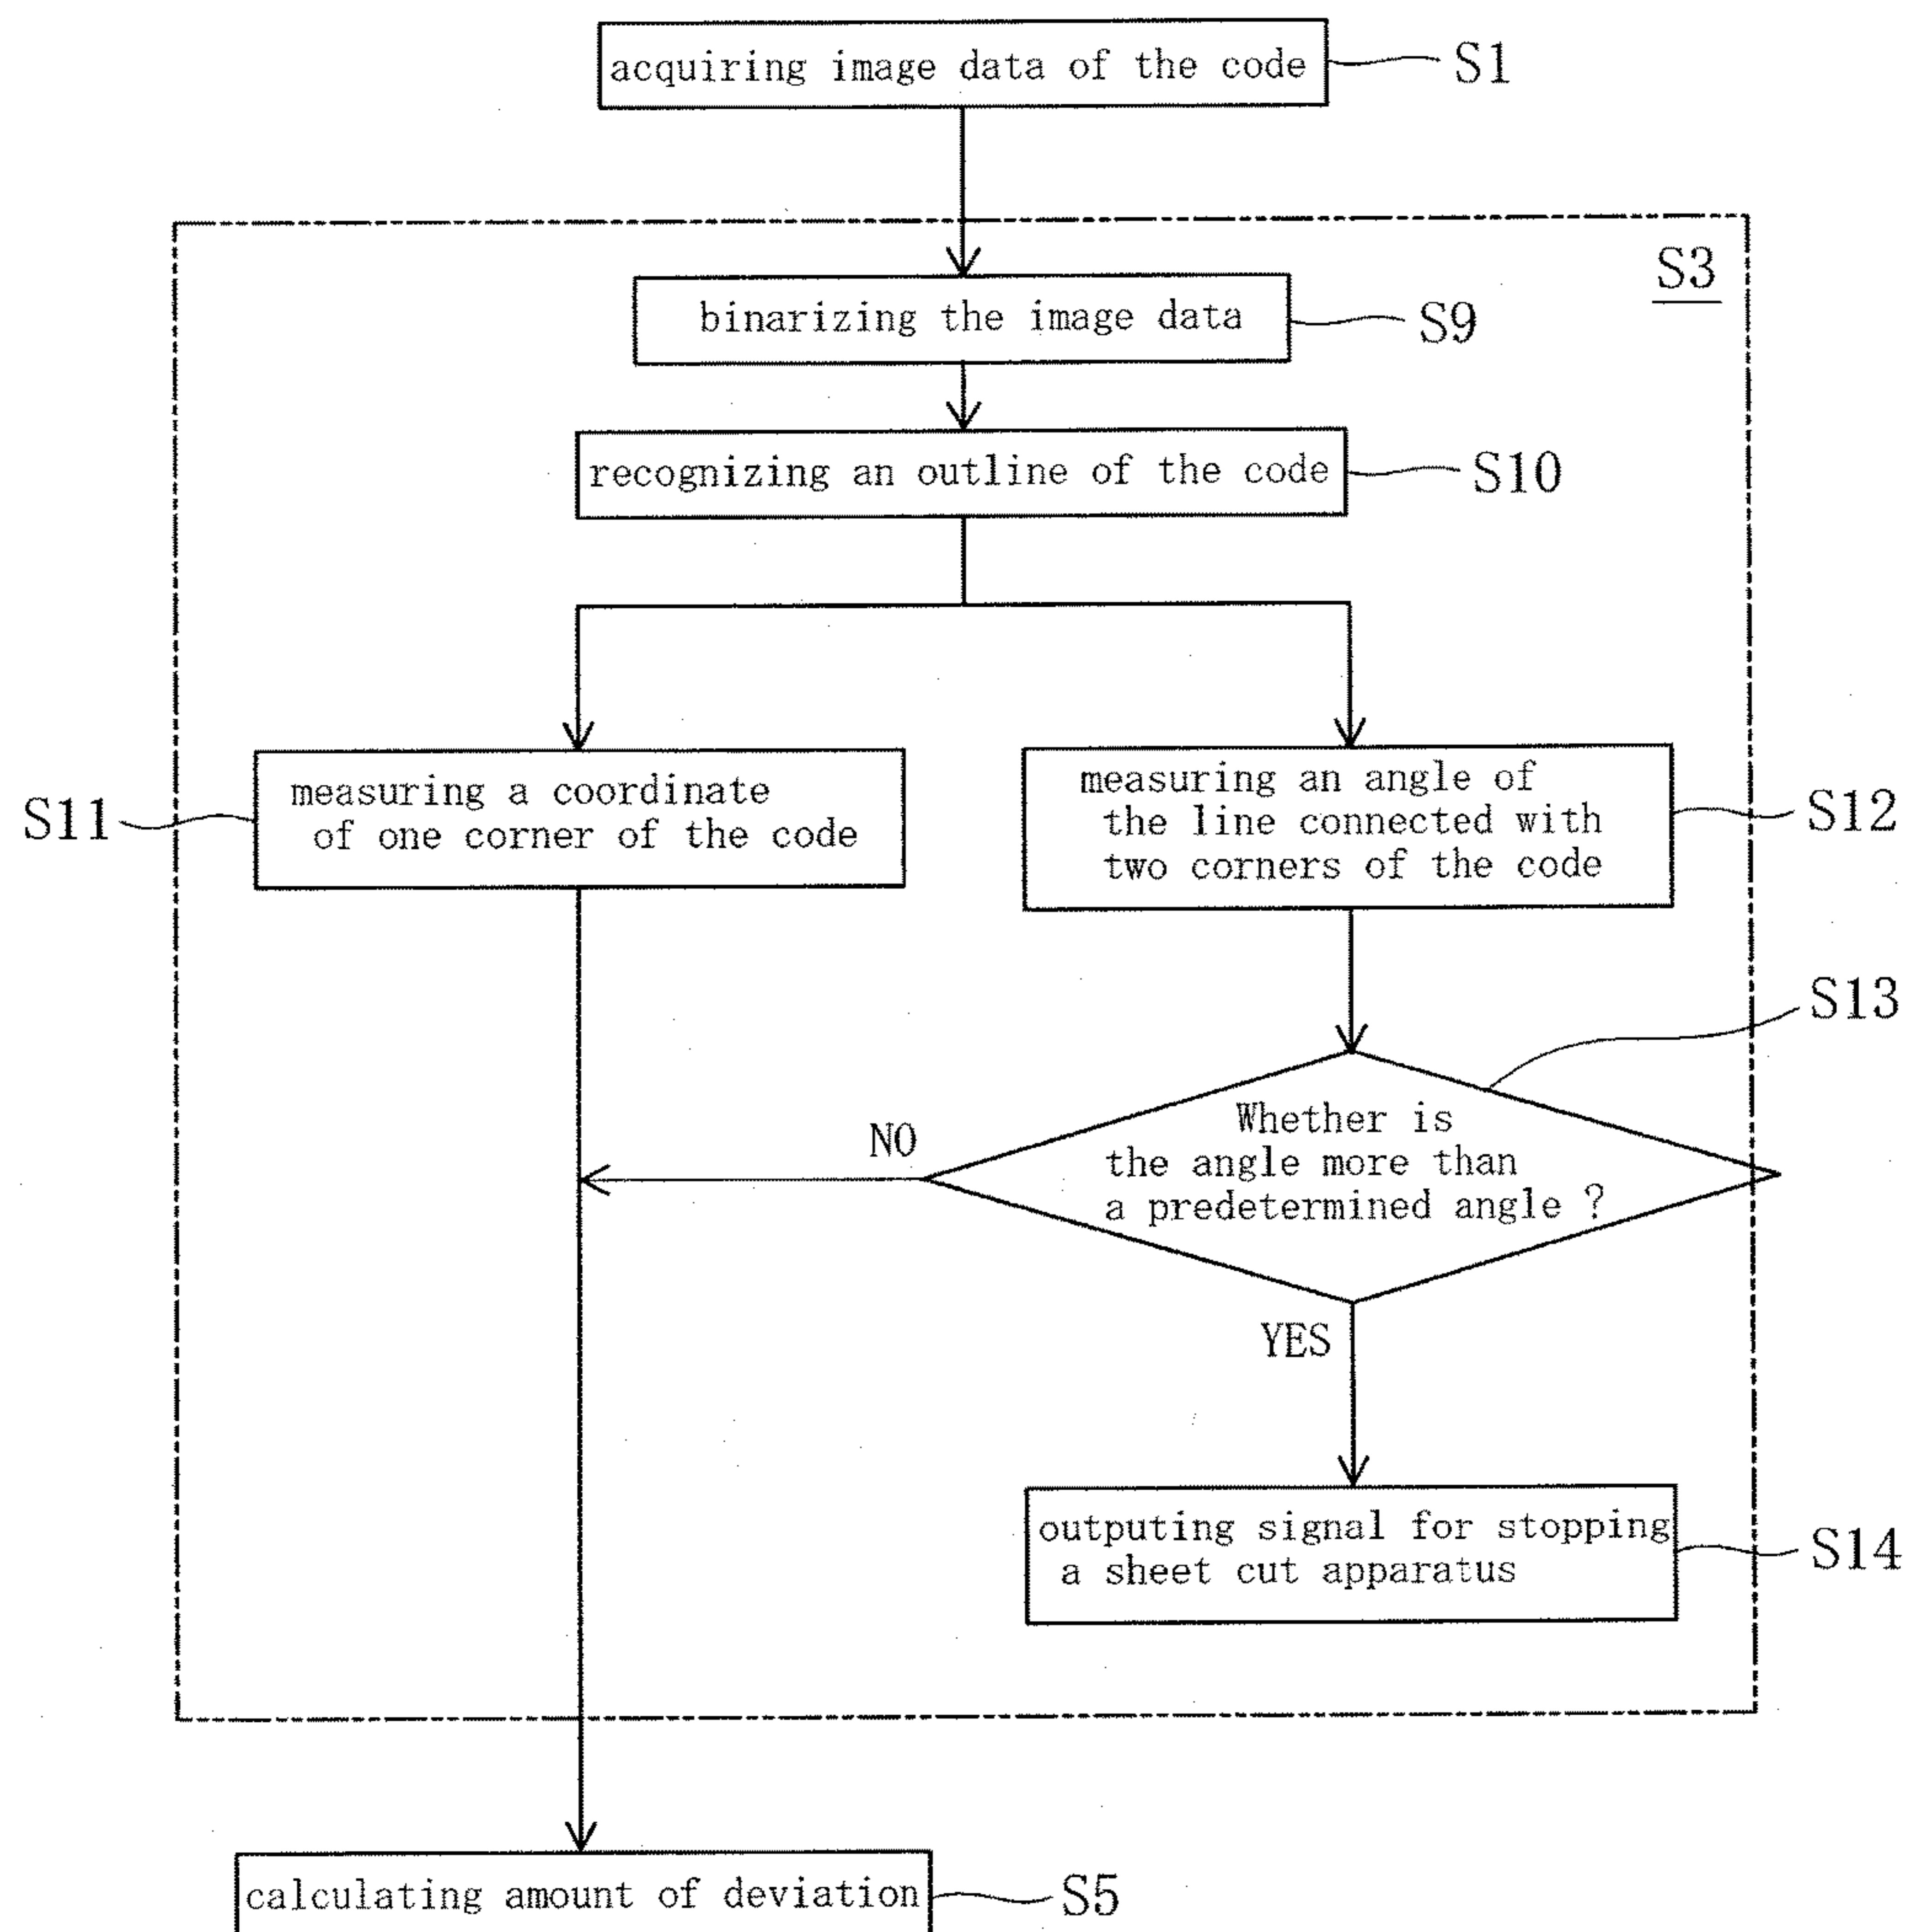 acquiring image data of the code
S1
S3
binarizing the image data
S9
recognizing an outline of the code
S10
measuring a coordinate
of one corner of the code
S11
measuring an angle of
the line connected with
two corners of the code
S12
S13
Whether is
the angle more than
a predetermined angle ?
NO
YES
outputing signal for stopping
a sheet cut apparatus
S14
calculating amount of deviation
S5